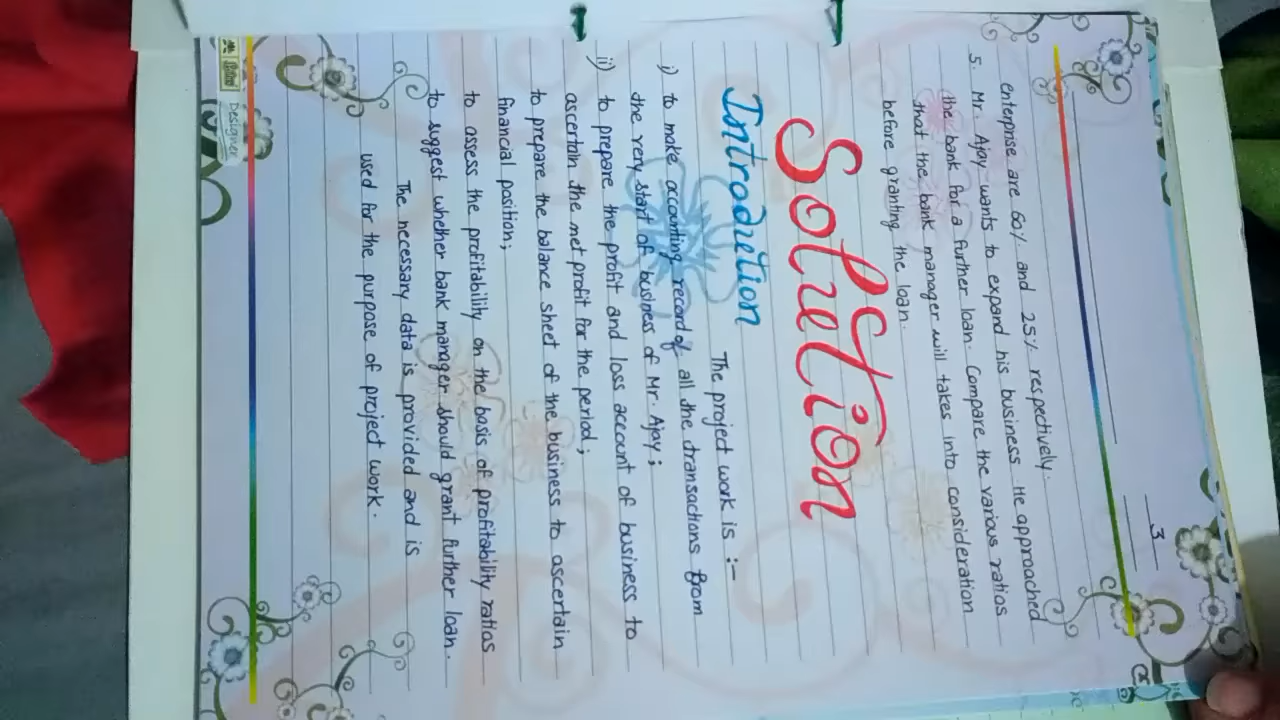 3
enterprise are 60% and 25% respectively.
5. Mr. Ajay wants to expand his business. He approached
the bank for a further loan. Compare the various ratios
that the bank manager will takes into consideration
before granting the loan.
Solution
Introduction
The project work is :-
i) to make accounting record of all the transactions from
the very start of business of Mr. Ajay;
ii) to prepare the profit and loss account of business to
ascertain the net profit for the period;
to prepare the balance sheet of the business to ascertain
financial position;
to assess the profitability on the basis of profitability ratios
to suggest whether bank manager should grant further loan.
The necessary data is provided and is
used for the purpose of project work.
Designer